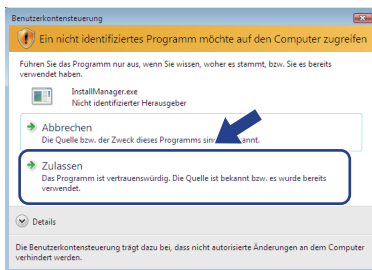 Benutzerkontensteuerung
Ein nicht identifiziertes Programm möchte auf den Computer zugreifen
Führen Sie das Programm nur aus, wenn Sie wissen, woher es stammt, bzw. Sie es bereits
verwendet haben.
InstallManager.exe
Nicht identifizierter Herausgeber
Abbrechen
Die Quelle bzw. der Zweck dieses Programms sin
Zulassen
Das Programm ist vertrauenswürdig. Die Quelle ist bekannt bzw. es wurde bereits
verwendet.
Details
Die Benutzerkontensteuerung trägt dazu bei, dass nicht autorisierte Änderungen an dem Computer
verhindert werden.